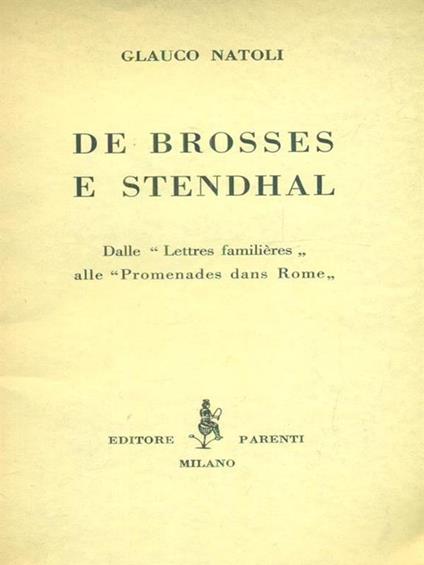 GLAUCO NATOLI
DE BROSSES
E STENDHAL
Dalle “ Lettres familières „
alle “Promenades dans Rome„
EDITORE PARENTI
MILANO